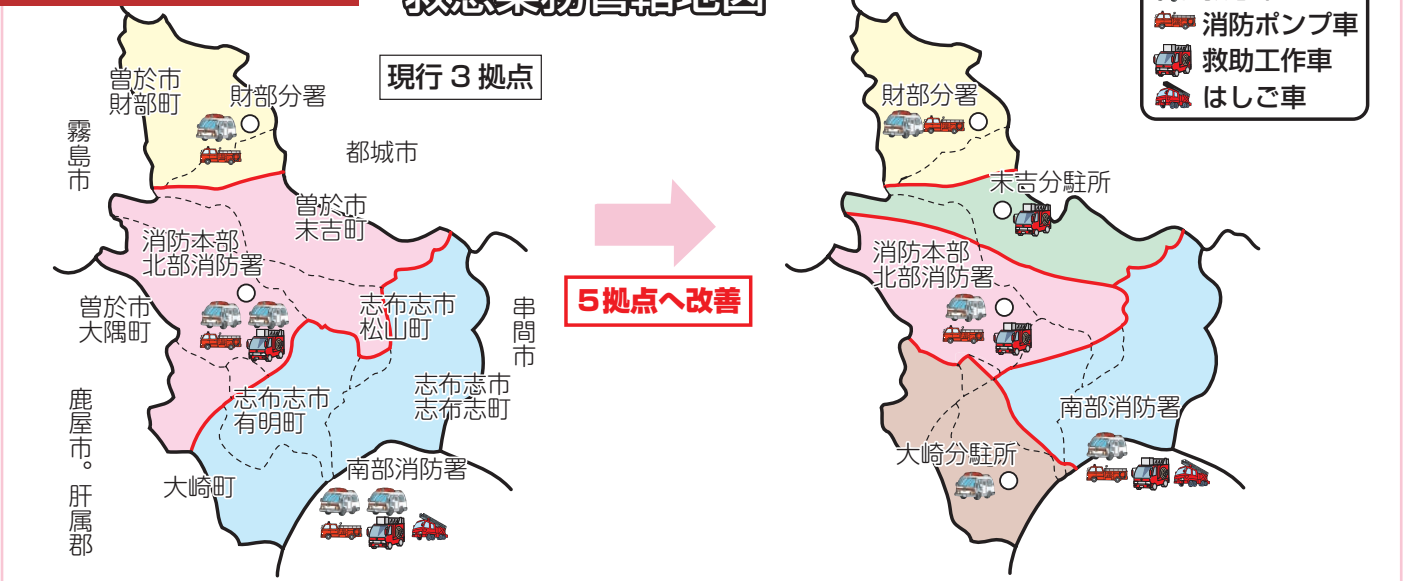 救急業務管轄地図
現行3拠点
曽於市
財部町
財部分署
霧島市
都城市
曽於市
末吉町
消防本部
北部消防署
曽於市
大隅町
志布志市
松山町
串間市
志布志市
有明町
志布志市
志布志町
鹿屋市。肝属郡
大崎町
南部消防署
5拠点へ改善
消防ポンプ車
救助工作車
はしご車
財部分署
末吉分駐所
消防本部
北部消防署
南部消防署
大崎分駐所